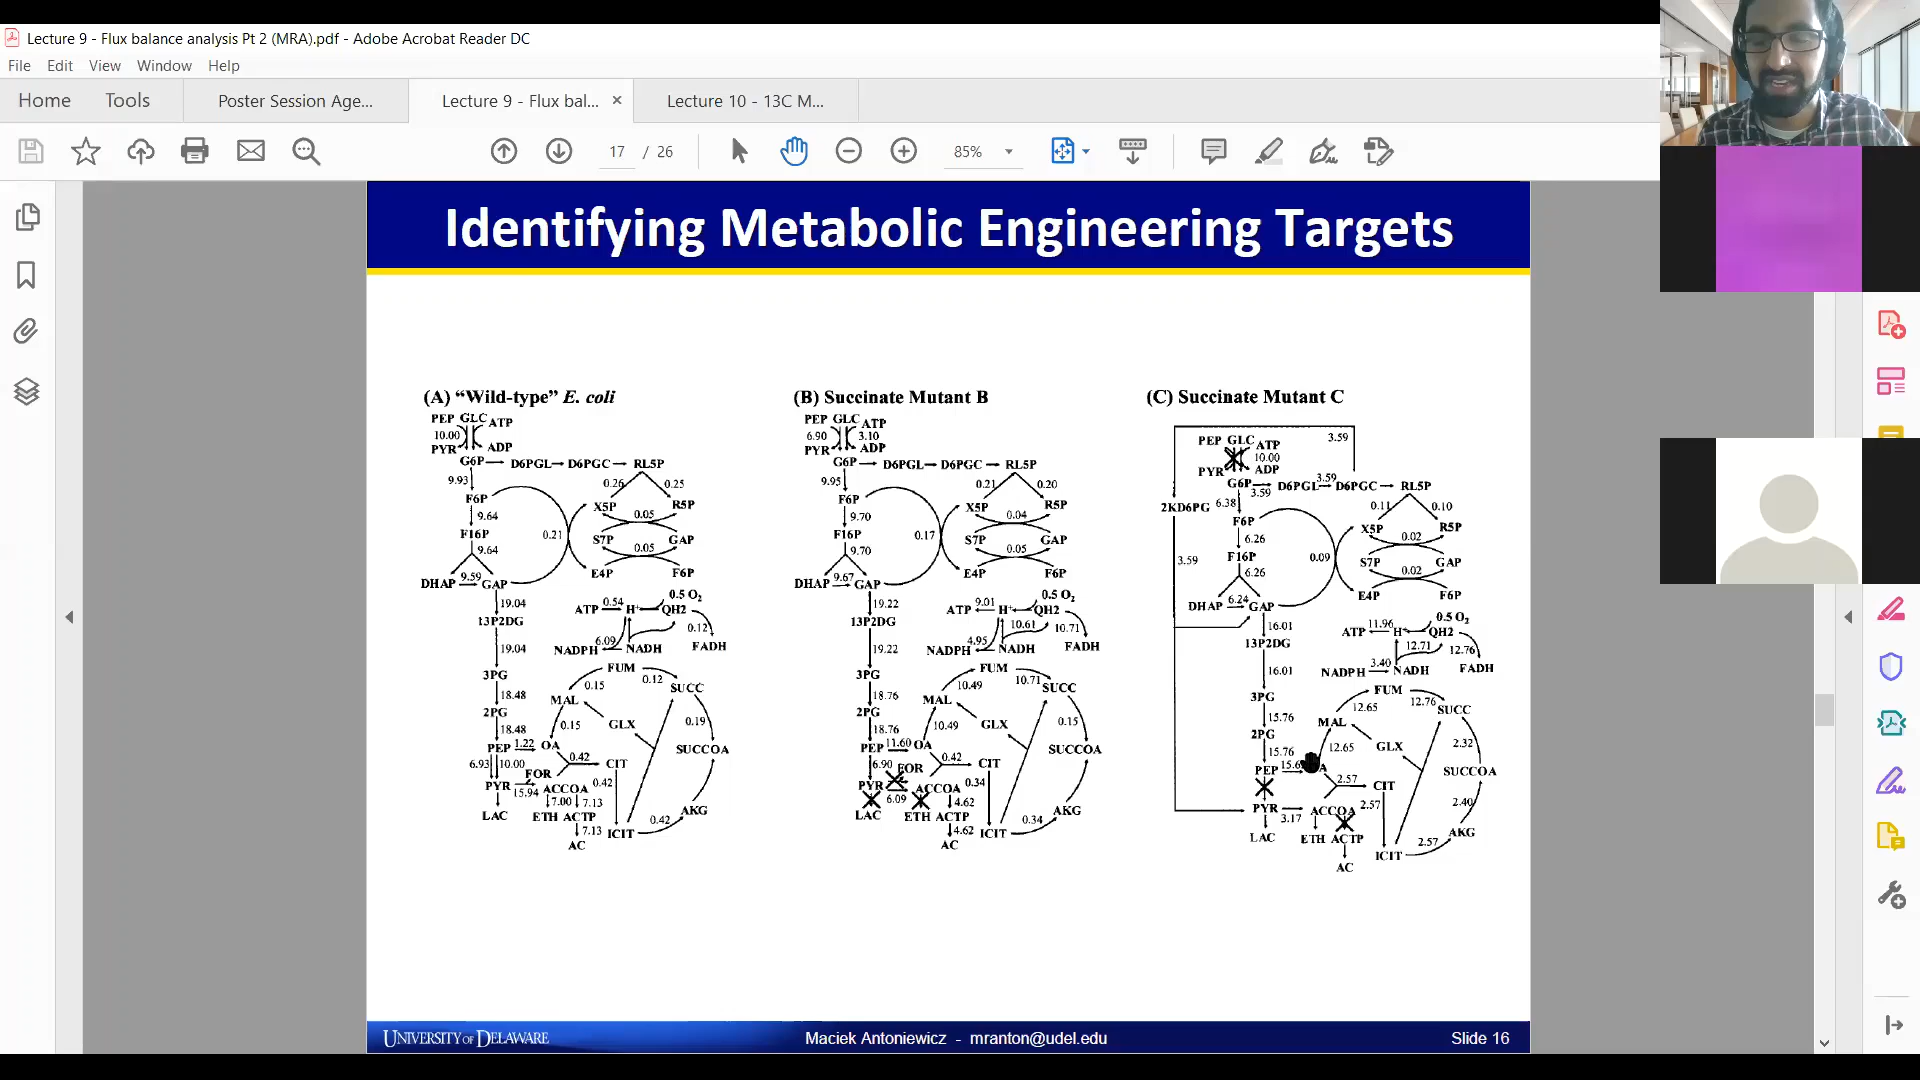 Lecture 9 - Flux balance analysis Pt 2 (MRA).pdf - Adobe Acrobat Reader DC
File Edit View Window Help
Home Tools Poster Session Age... Lecture 9 - Flux bal... × Lecture 10 - 13C M...
17 / 26 85%
Identifying Metabolic Engineering Targets
(A) "Wild-type" E. coli
PEP GLC ATP
10.00
PYR ADP
G6P D6PGL D6PGC RL5P
9.93 0.26 0.25
F6P X5P R5P
9.64 0.05
F16P 0.21 S7P GAP
9.64 0.05
DHAP 9.59 GAP E4P F6P
19.04 ATP 0.54 H+ QH2 0.5 O2
13P2DG 0.12
19.04 6.09
NADPH NADH FADH
3PG FUM
18.48 0.15 0.12 SUCC
2PG MAL
18.48 0.15 GLX 0.19
PEP 1.22 OA SUCCOA
6.93 10.00 0.42 CIT
FOR
PYR 15.94 ACCOA 0.42
7.00 7.13
LAC ETH ACTP AKG
7.13 ICIT 0.42
AC
(B) Succinate Mutant B
PEP GLC ATP
6.90 3.10
PYR ADP
G6P D6PGL D6PGC RL5P
9.95 0.21 0.20
F6P X5P R5P
9.70 0.04
F16P 0.17 S7P GAP
9.70 0.05
DHAP 9.67 GAP E4P F6P
19.22 ATP 9.01 H+ QH2 0.5 O2
13P2DG 10.61 10.71
19.22 4.95
NADPH NADH FADH
3PG FUM
18.76 10.49 10.71 SUCC
2PG MAL
18.76 10.49 GLX 0.15
PEP 11.60 OA SUCCOA
6.90 0.42 CIT
FOR
PYR 6.09 ACCOA 0.34
4.62
LAC ETH ACTP AKG
4.62 ICIT 0.34
AC
(C) Succinate Mutant C
3.59
PEP GLC ATP
10.00
PYR ADP
G6P 3.59 D6PGL 3.59 D6PGC RL5P
2KD6PG 6.38 0.11 0.10
F6P X5P R5P
6.26 0.02
3.59 F16P 0.09 S7P GAP
6.26 0.02
DHAP 6.24 GAP E4P F6P
16.01 ATP 11.96 H+ QH2 0.5 O2
13P2DG 12.71 12.76
16.01 NADPH 3.40 NADH FADH
3PG FUM
15.76 12.65 12.76 SUCC
2PG MAL
15.76 12.65 GLX 2.32
PEP SUCCOA
2.57 CIT
PYR 3.17 ACCOA 2.57 2.40
LAC ETH ACTP AKG
ICIT 2.57
AC
UNIVERSITY OF DELAWARE Maciek Antoniewicz - mranton@udel.edu Slide 16